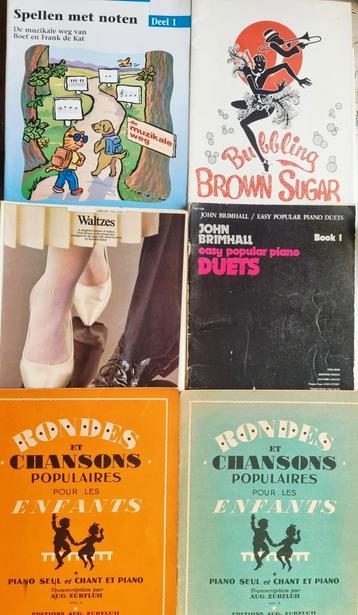 Spellen met noten
Deel 1
De muzikale weg van
Boef en Frank de Kat
de
muzikale
weg
Bubbling
BROWN SUGAR
Waltzes
JOHN BRIMHALL / EASY POPULAR PIANO DUETS
JOHN
BRIMHALL
Book 1
easy popular piano
DUETS
RONDES
ET
CHANSONS
POPULAIRES
POUR LES
ENFANTS
PIANO SEUL et CHANT ET PIANO
Transcription par
AUG. ZURFLUH
EDITIONS AUG. ZURFLUH
RONDES
ET
CHANSONS
POPULAIRES
POUR LES
ENFANTS
PIANO SEUL et CHANT ET PIANO
Transcription par
AUG. ZURFLUH
EDITIONS AUG. ZURFLUH